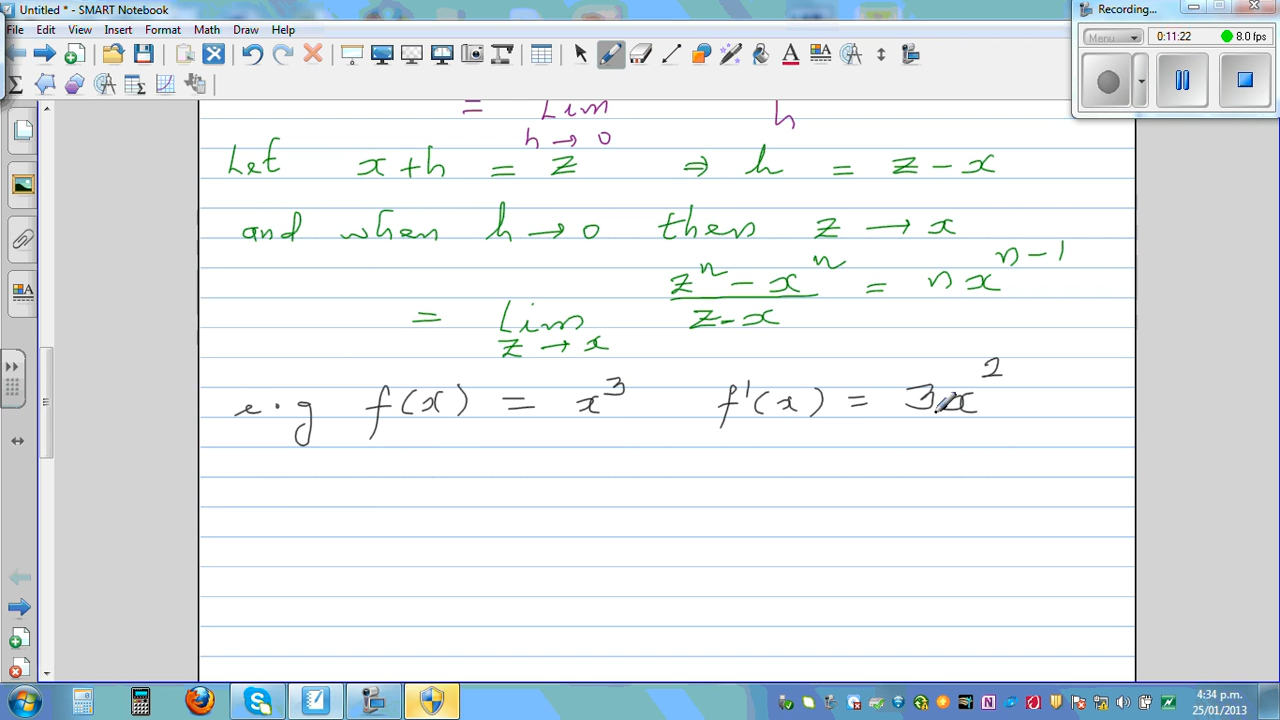 Untitled * - SMART Notebook
File Edit View Insert Format Math Draw Help
Recording...
Menu
0:11:22 8.0 fps
= Lim h
h → 0
Let x + h = z ⇒ h = z - x
and when h → 0 then z → x
= Lim z^n - x^n / z - x = n x^n-1
z → x
e.g f(x) = x^3 f'(x) = 3x^2
4:34 p.m.
25/01/2013